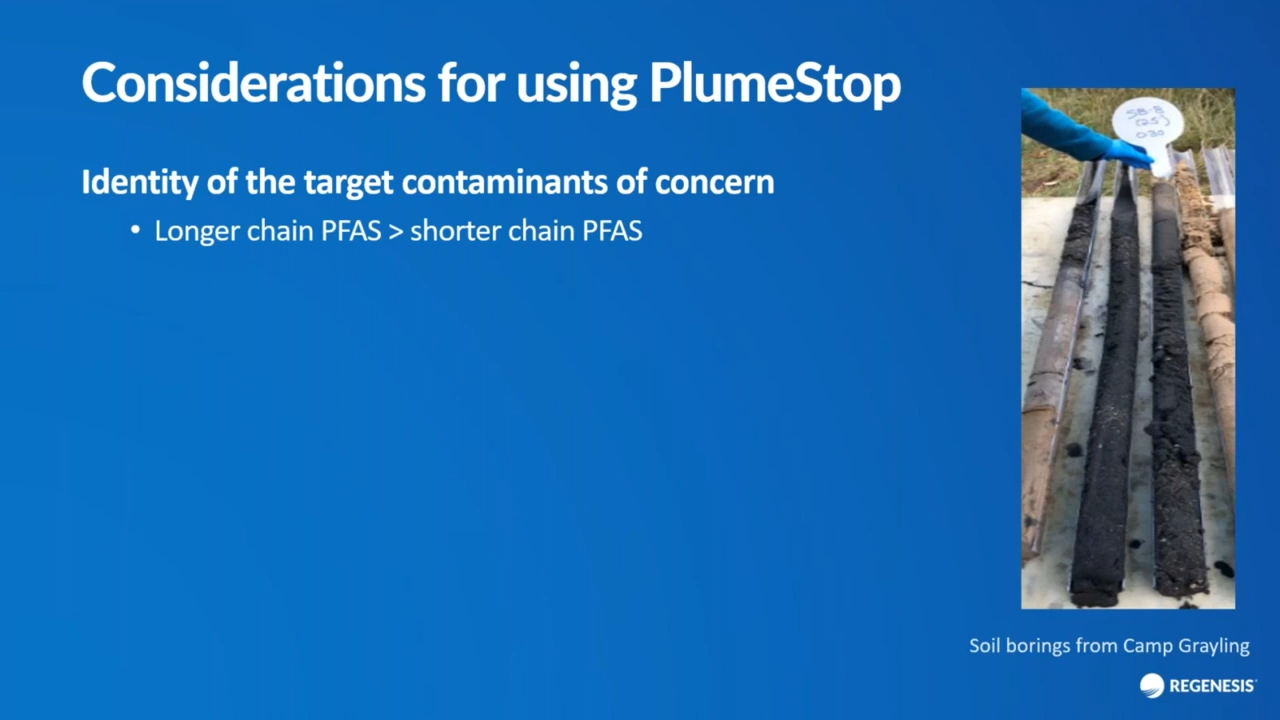 Considerations for using PlumeStop
Identity of the target contaminants of concern
• Longer chain PFAS > shorter chain PFAS
Soil borings from Camp Grayling
REGENESIS